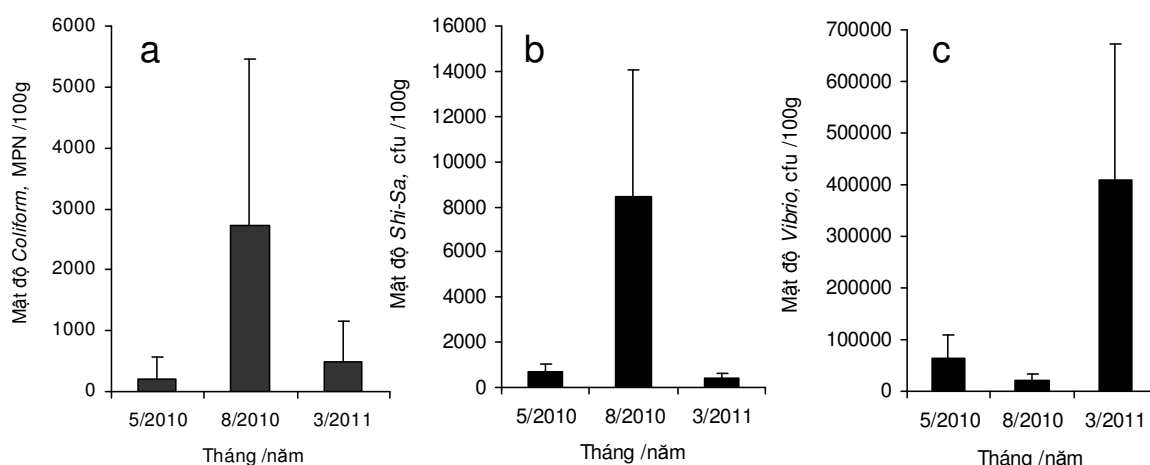 a
Mật độ Coliform, MPN /100g
6000
5000
4000
3000
2000
1000
0
5/2010 8/2010 3/2011
Tháng /năm
b
Mật độ Shi-Sa, cfu /100g
16000
14000
12000
10000
8000
6000
4000
2000
0
5/2010 8/2010 3/2011
Tháng /năm
c
Mật độ Vibrio, cfu /100g
700000
600000
500000
400000
300000
200000
100000
0
5/2010 8/2010 3/2011
Tháng /năm